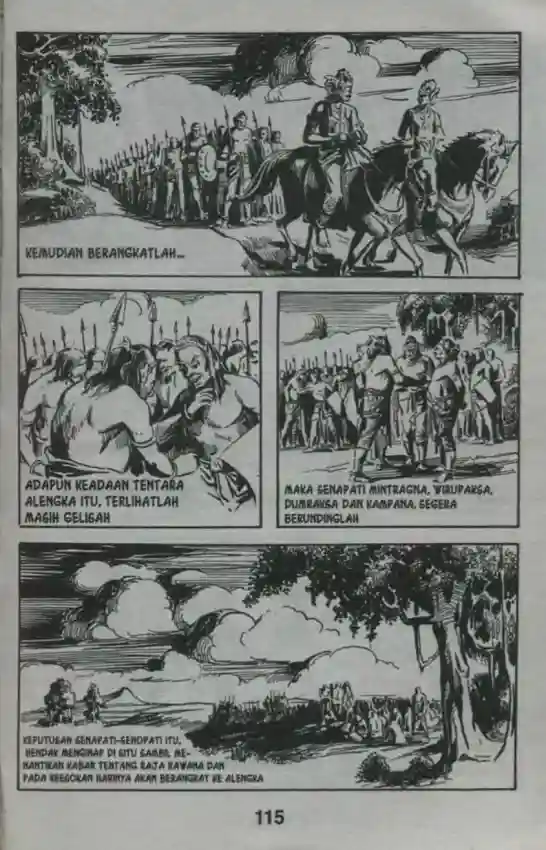 KEMUDIAN BERANGKATLAH...
ADAPUN KEADAAN TENTARA
ALENGKA ITU, TERLIHATLAH
MASIH GELISAH
MAKA SENAPATI MINTRAGNA, WIRUPAKSA,
DUMRAKSA DAN KAMPANA, SEGERA
BERUNDINGLAH
KEPUTUSAN SENAPATI-SENOPATI ITU,
HENDAK MENGINAP DI SITU SAMBIL ME-
NANTIKAN KABAR TENTANG RAJA RAWANA DAN
PADA KEESOKAN HARINYA AKAN BERANGKAT KE ALENGKA
115